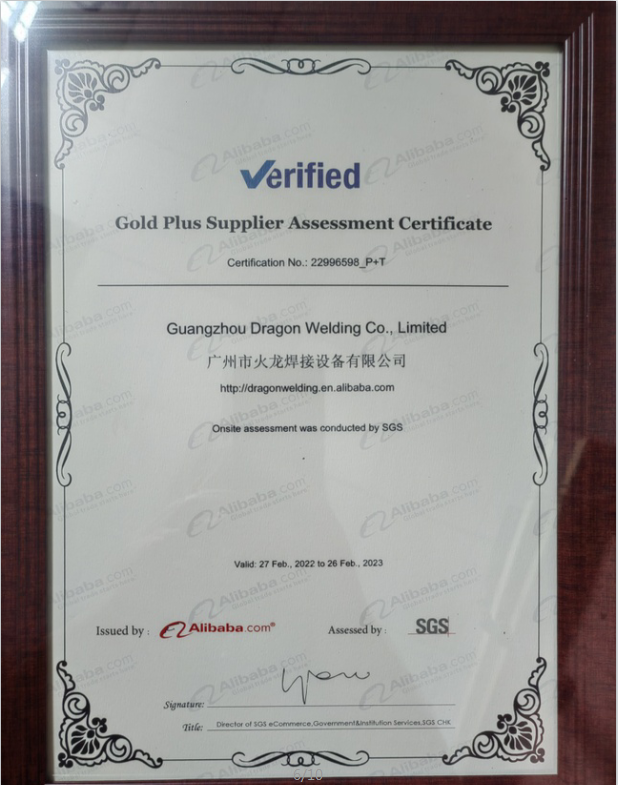 Verified
Gold Plus Supplier Assessment Certificate
Certification No.: 22996598_P+T
Guangzhou Dragon Welding Co., Limited
广州市火龙焊接设备有限公司
http://dragonwelding.en.alibaba.com
Onsite assessment was conducted by SGS
Valid: 27 Feb., 2022 to 26 Feb., 2023
Issued by : Alibaba.com® Assessed by : SGS
Signature:
Title: Director of SGS eCommerce,Government&Institution Services,SGS CHK
6/10